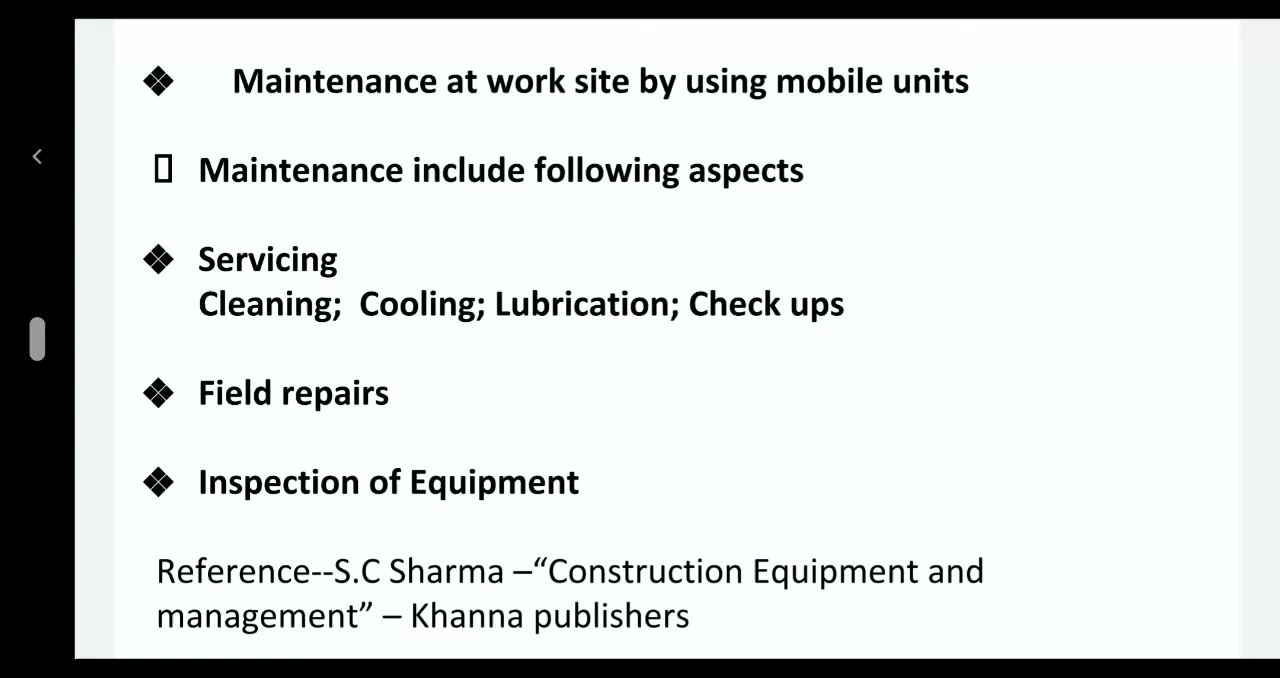 ❖ Maintenance at work site by using mobile units
▯ Maintenance include following aspects
❖ Servicing
Cleaning;  Cooling; Lubrication; Check ups
❖ Field repairs
❖ Inspection of Equipment
Reference--S.C Sharma –“Construction Equipment and
management” – Khanna publishers